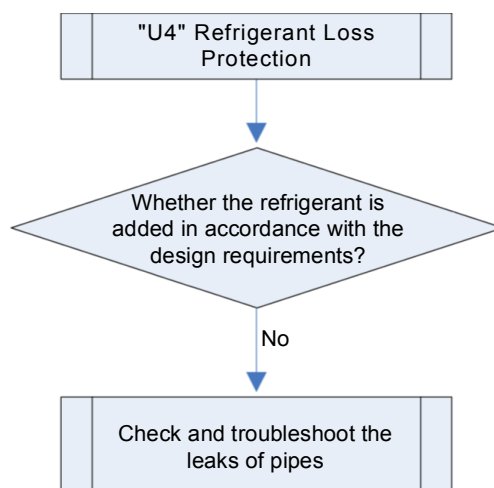 "U4" Refrigerant Loss
Protection
Whether the refrigerant is
added in accordance with the
design requirements?
No
Check and troubleshoot the
leaks of pipes